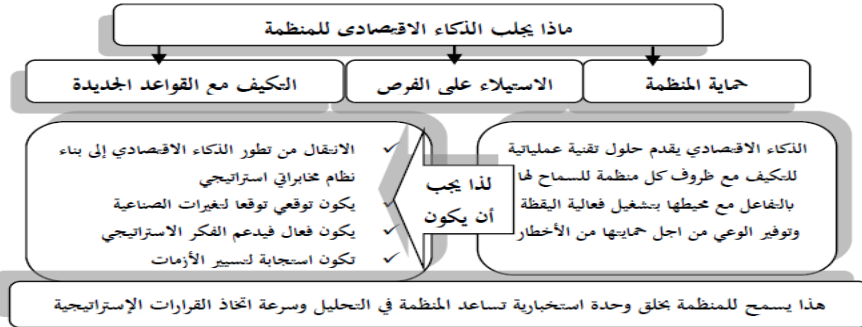 ماذا يجلب الذكاء الاقتصادي للمنظمة
حماية المنظمة
الاستيلاء على الفرص
التكيف مع القواعد الجديدة
الذكاء الاقتصادي يقدم حلول تقنية عملياتية
للتكيف مع ظروف كل منظمة للسماح لها
بالتفاعل مع محيطها بتشغيل فعالية اليقظة
وتوفير الوعي من اجل حمايتها من الأخطار
لذا يجب
أن يكون
✓ الانتقال من تطور الذكاء الاقتصادي إلى بناء
نظام مخابراتي استراتيجي
✓ يكون توقعي توقعا لتغيرات الصناعية
✓ يكون فعال فيدعم الفكر الاستراتيجي
✓ تكون استجابة لتسيير الأزمات
هذا يسمح للمنظمة بخلق وحدة استخبارية تساعد المنظمة في التحليل وسرعة اتخاذ القرارات الإستراتيجية